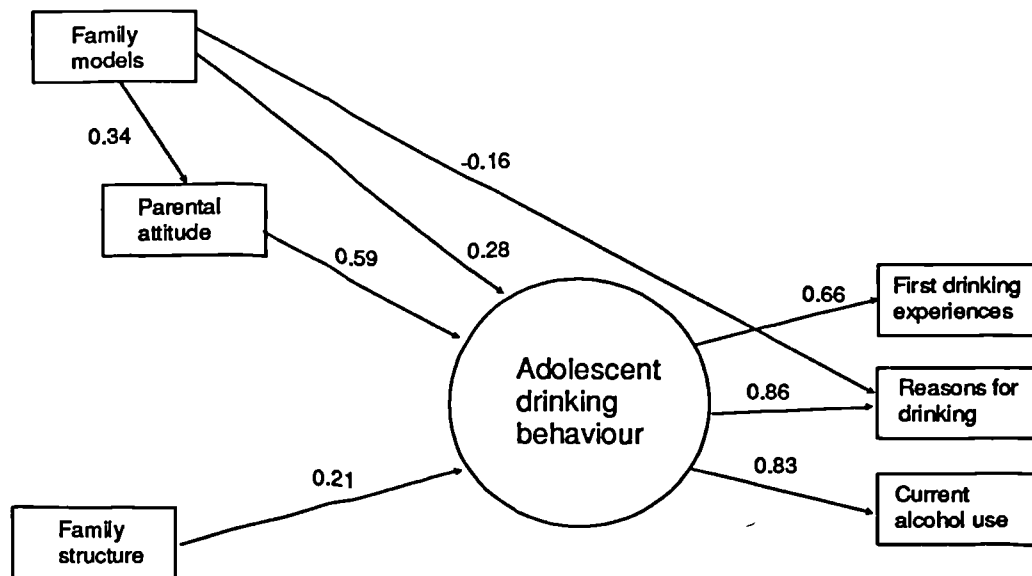 Family
models
0.34
-0.16
Parental
attitude
0.59
0.28
First drinking
experiences
0.66
Adolescent
drinking
behaviour
0.86
Reasons for
drinking
0.83
0.21
Current
alcohol use
Family
structure